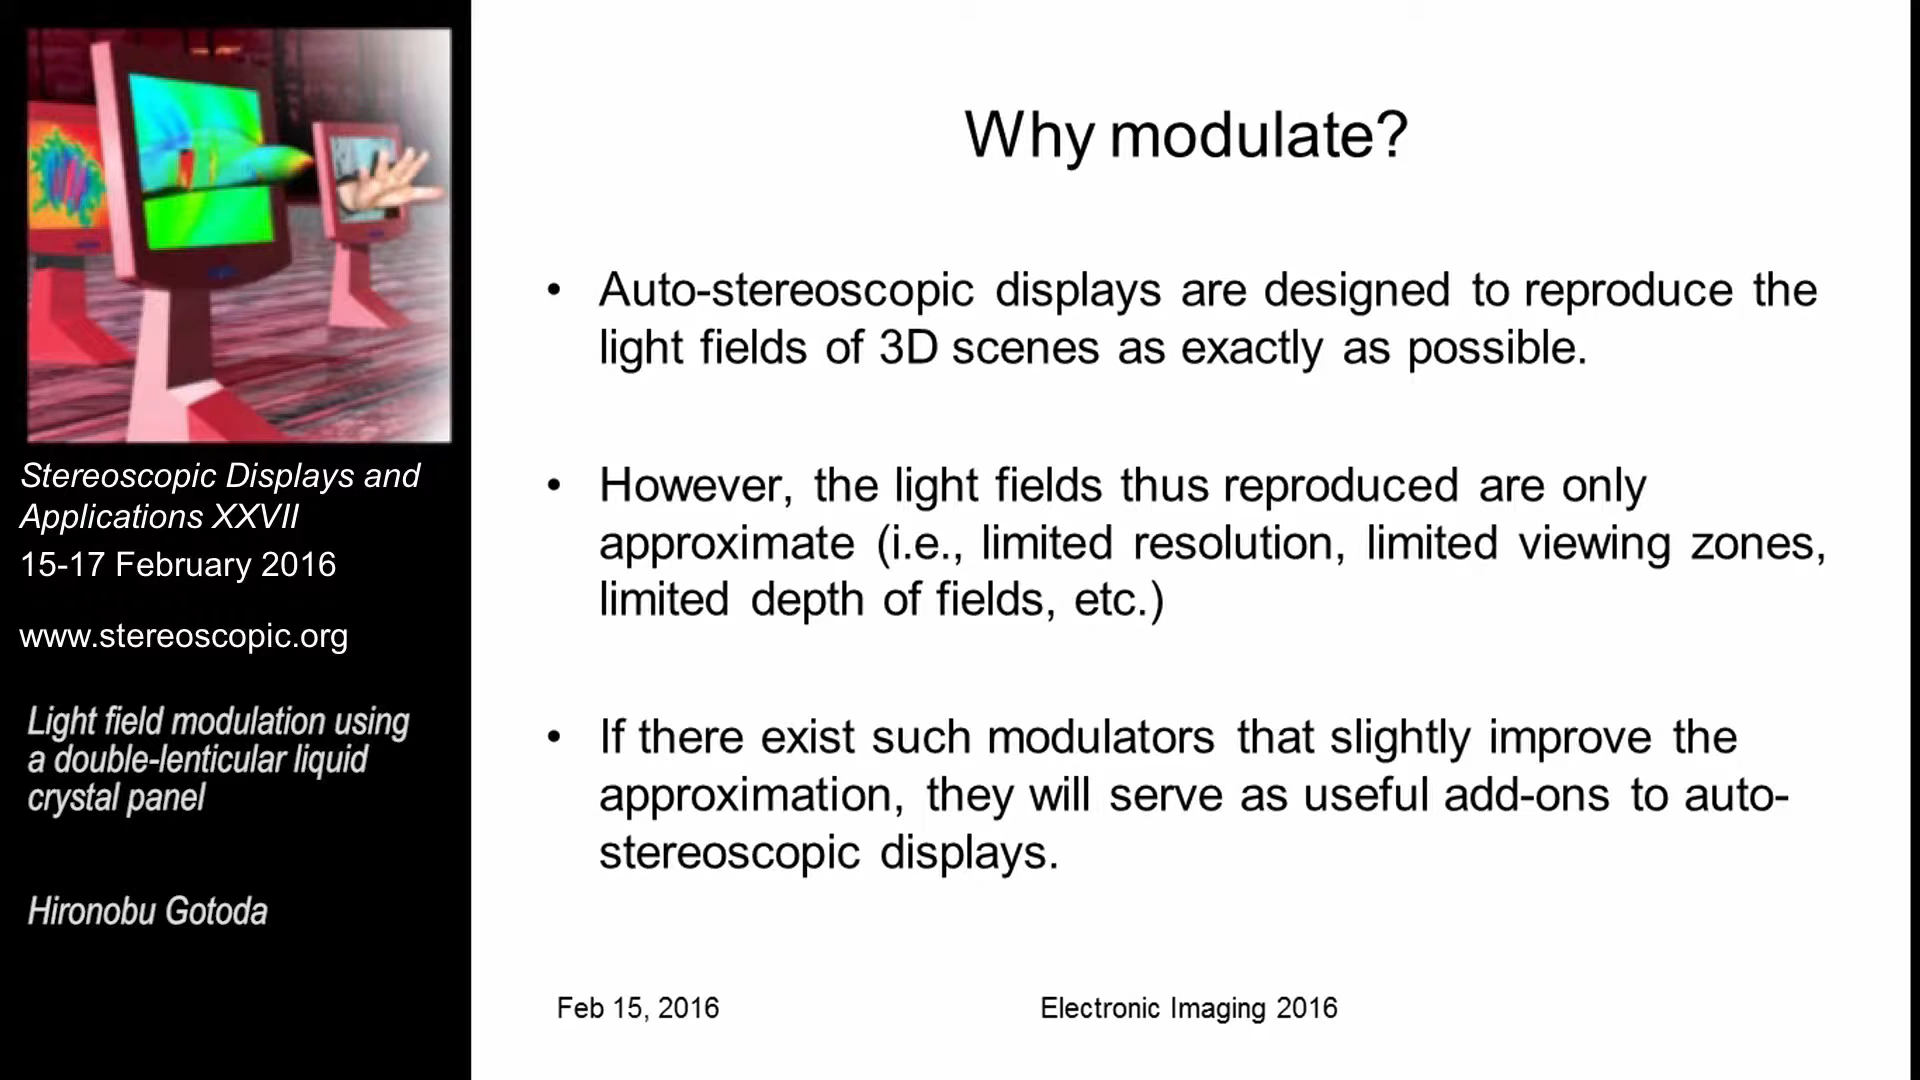 Stereoscopic Displays and
Applications XXVII
15-17 February 2016
www.stereoscopic.org
Light field modulation using
a double-lenticular liquid
crystal panel
Hironobu Gotoda
Why modulate?
• Auto-stereoscopic displays are designed to reproduce the
light fields of 3D scenes as exactly as possible.
• However, the light fields thus reproduced are only
approximate (i.e., limited resolution, limited viewing zones,
limited depth of fields, etc.)
• If there exist such modulators that slightly improve the
approximation, they will serve as useful add-ons to auto-
stereoscopic displays.
Feb 15, 2016
Electronic Imaging 2016